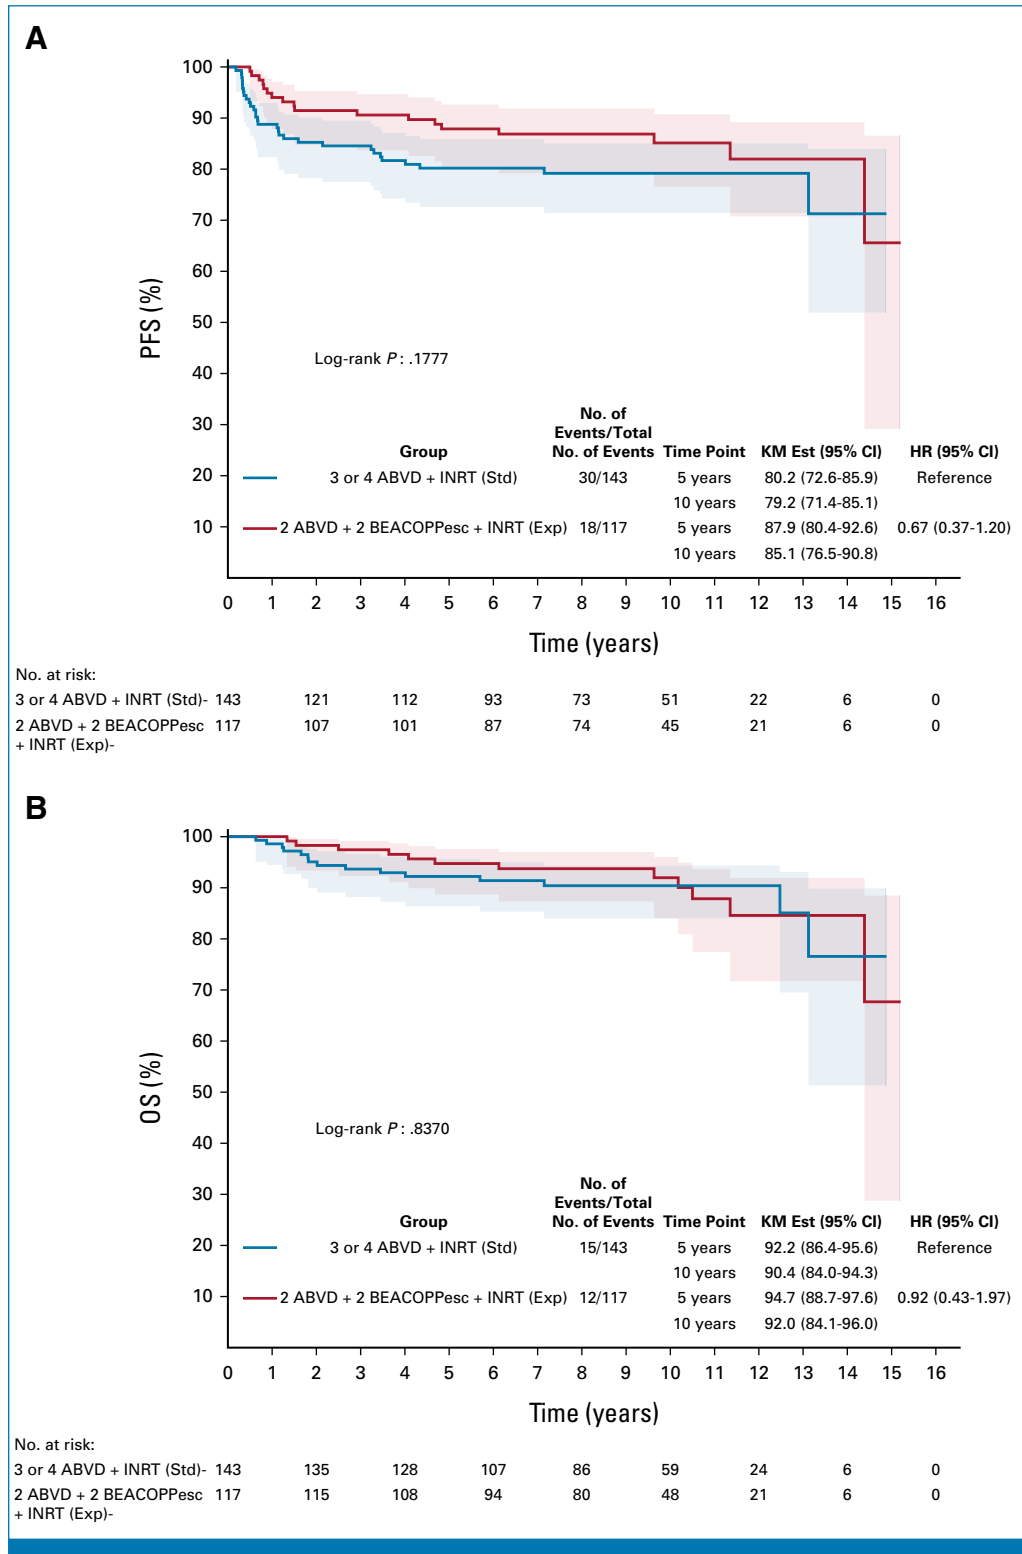 A
100
90
80
70
60
50
40
30
20
10
PFS (%)
Log-rank P: .1777
No. of
Events/Total
Group No. of Events Time Point KM Est (95% CI) HR (95% CI)
3 or 4 ABVD + INRT (Std) 30/143 5 years 80.2 (72.6-85.9) Reference
10 years 79.2 (71.4-85.1)
2 ABVD + 2 BEACOPPesc + INRT (Exp) 18/117 5 years 87.9 (80.4-92.6) 0.67 (0.37-1.20)
10 years 85.1 (76.5-90.8)
0 1 2 3 4 5 6 7 8 9 10 11 12 13 14 15 16
Time (years)
No. at risk:
3 or 4 ABVD + INRT (Std)- 143 121 112 93 73 51 22 6 0
2 ABVD + 2 BEACOPPesc 117 107 101 87 74 45 21 6 0
+ INRT (Exp)-
B
100
90
80
70
60
50
40
30
20
10
OS (%)
Log-rank P: .8370
No. of
Events/Total
Group No. of Events Time Point KM Est (95% CI) HR (95% CI)
3 or 4 ABVD + INRT (Std) 15/143 5 years 92.2 (86.4-95.6) Reference
10 years 90.4 (84.0-94.3)
2 ABVD + 2 BEACOPPesc + INRT (Exp) 12/117 5 years 94.7 (88.7-97.6) 0.92 (0.43-1.97)
10 years 92.0 (84.1-96.0)
0 1 2 3 4 5 6 7 8 9 10 11 12 13 14 15 16
Time (years)
No. at risk:
3 or 4 ABVD + INRT (Std)- 143 135 128 107 86 59 24 6 0
2 ABVD + 2 BEACOPPesc 117 115 108 94 80 48 21 6 0
+ INRT (Exp)-